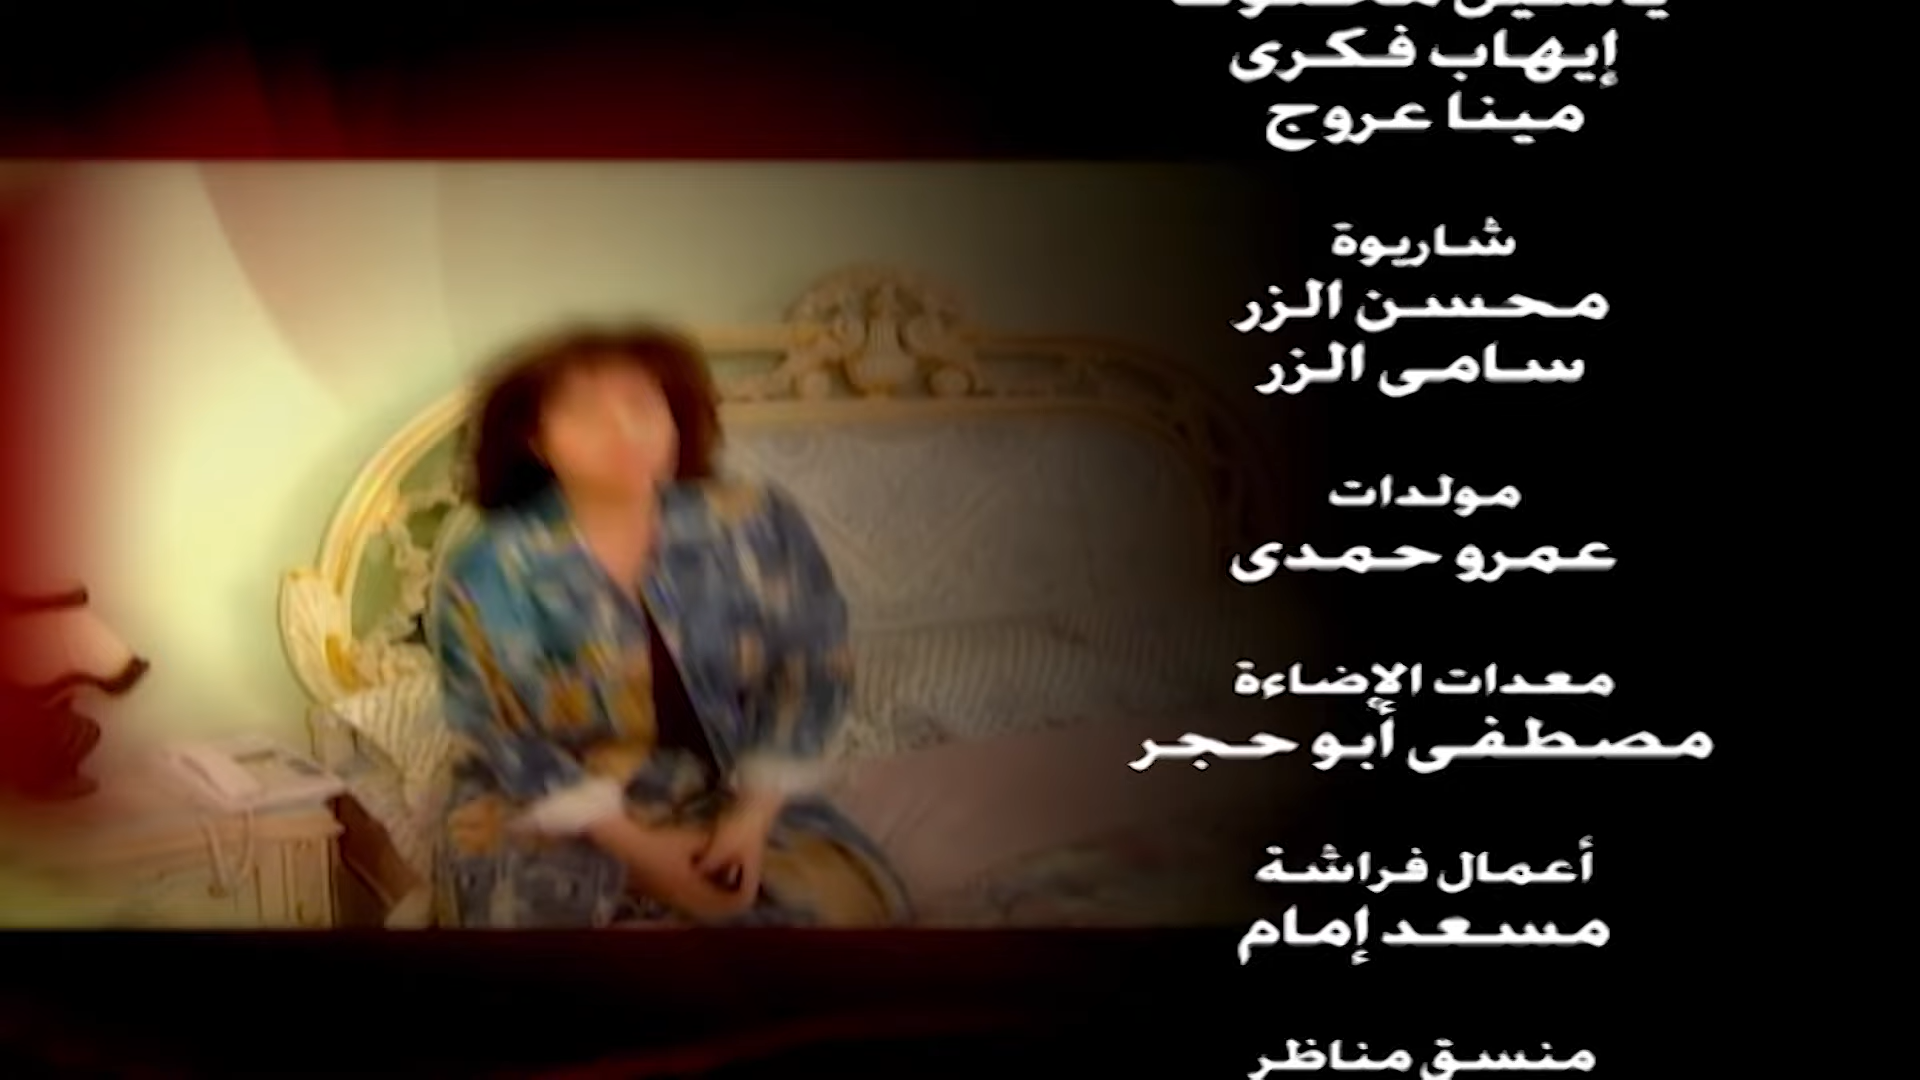 إيهاب فكرى
مينا عروج
شاريوة
محسن الزر
سامى الزر
مولدات
عمرو حمدى
معدات الإضاءة
مصطفى أبو حجر
أعمال فراشة
مسعد إمام
منسق مناظر